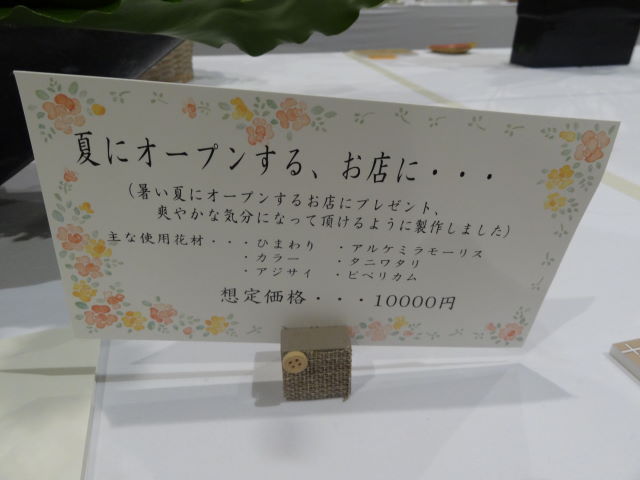 夏にオープンする、お店に・・・
（暑い夏にオープンするお店にプレゼント、
爽やかな気分になって頂けるように製作しました）
主な使用花材・・・ひまわり ・アルケミラモーリス
・カラー ・タニワタリ
・アジサイ ・ピペリカム
想定価格・・・10000円